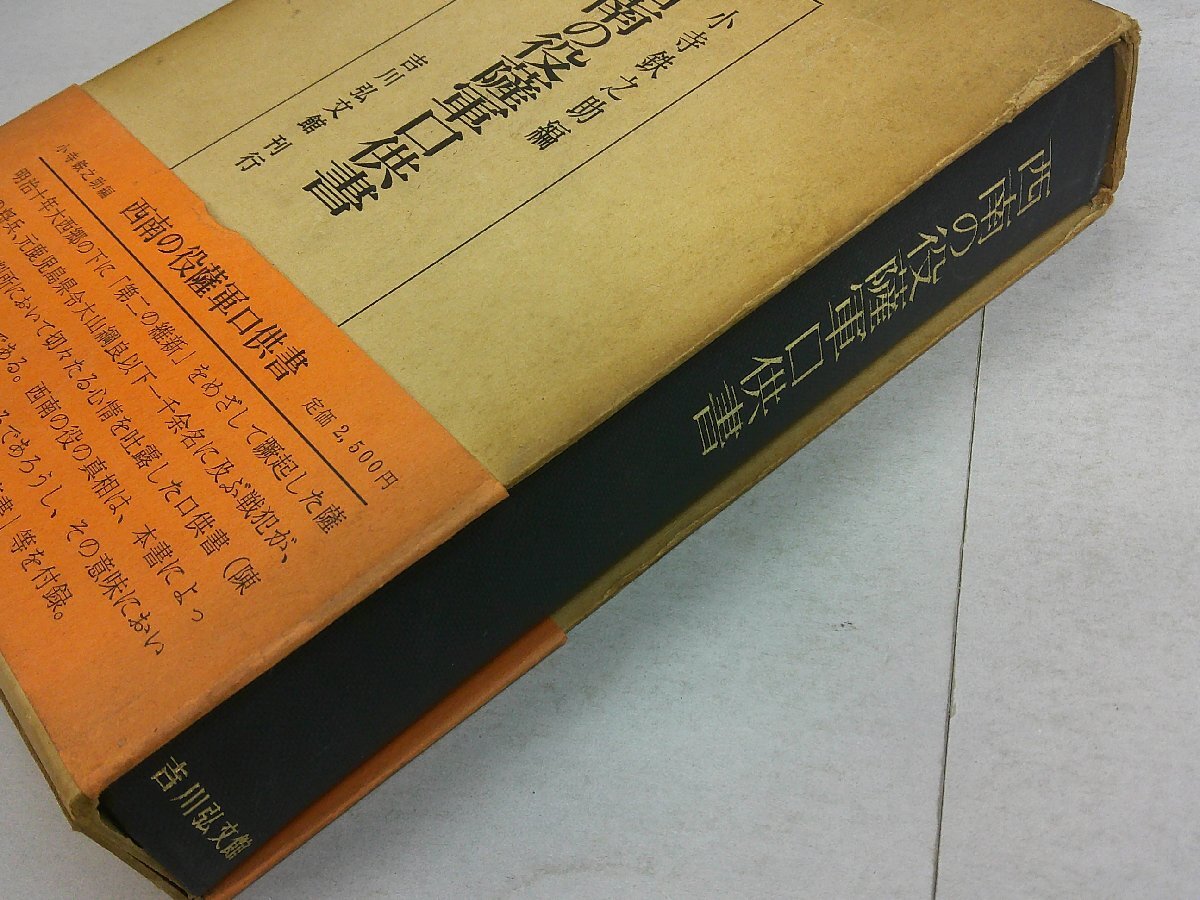 小寺鉄之助編
南の役薩軍口供書
吉川弘文館刊行
小寺鉄之助編
西南の役薩軍口供書
定価2,500円
明治十年大西郷の下に「第二の維新」をめざして蹶起した薩
の将兵、元鹿児島県令大山綱良以下一千余名に及ぶ戦犯が、
判所において切々たる心情を吐露した口供書(陳
である。西南の役の真相は、本書によっ
るであろうし、その意味におい
書」等を付録。
西南の役薩軍口供書
吉川弘文館